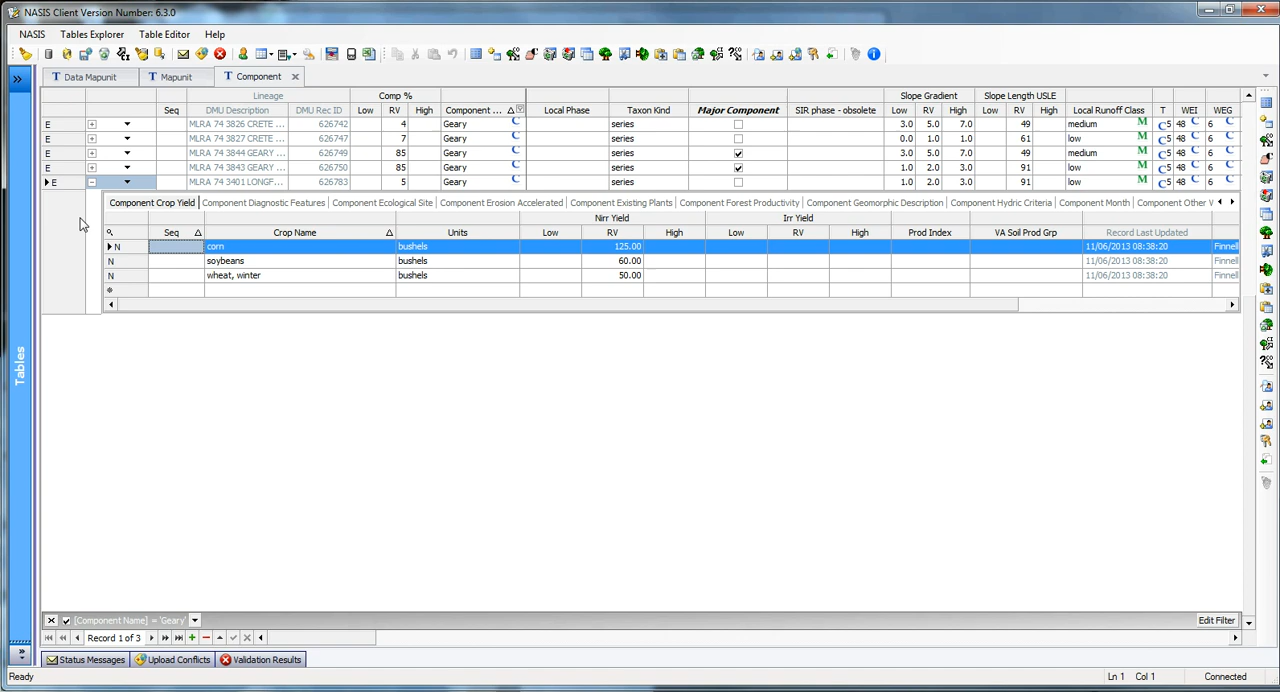 NASIS Client Version Number: 6.3.0
NASIS Tables Explorer Table Editor Help
Data Mapunit Mapunit Component
Lineage Comp % Slope Gradient Slope Length USLE
Seq DMU Description DMU Rec ID Low RV High Component ... Local Phase Taxon Kind Major Component SIR phase - obsolete Low RV High Low RV High Local Runoff Class T WEI WEG
E MLRA 74 3826 CRETE ... 626742 4 Geary C series 3.0 5.0 7.0 49 medium M C 5 48 C 6 C
E MLRA 74 3827 CRETE ... 626747 7 Geary C series 0.0 1.0 1.0 61 low M C 5 48 C 6 C
E MLRA 74 3844 GEARY ... 626749 85 Geary C series 3.0 5.0 7.0 49 medium M C 5 48 C 6 C
E MLRA 74 3843 GEARY ... 626750 85 Geary C series 1.0 2.0 3.0 91 low M C 5 48 C 6 C
E MLRA 74 3401 LONGF... 626783 5 Geary C series 1.0 2.0 3.0 91 low M C 5 48 C 6 C
Component Crop Yield Component Diagnostic Features Component Ecological Site Component Erosion Accelerated Component Existing Plants Component Forest Productivity Component Geomorphic Description Component Hydric Criteria Component Month Component Other V
Nirr Yield Irr Yield
Seq Crop Name Units Low RV High Low RV High Prod Index VA Soil Prod Grp Record Last Updated
N corn bushels 125.00 11/06/2013 08:38:20 Finnell
N soybeans bushels 60.00 11/06/2013 08:38:20 Finnell
N wheat, winter bushels 50.00 11/06/2013 08:38:20 Finnell
Tables
[Component Name] = 'Geary' Edit Filter
Record 1 of 3
Status Messages Upload Conflicts Validation Results
Ready Ln 1 Col 1 Connected